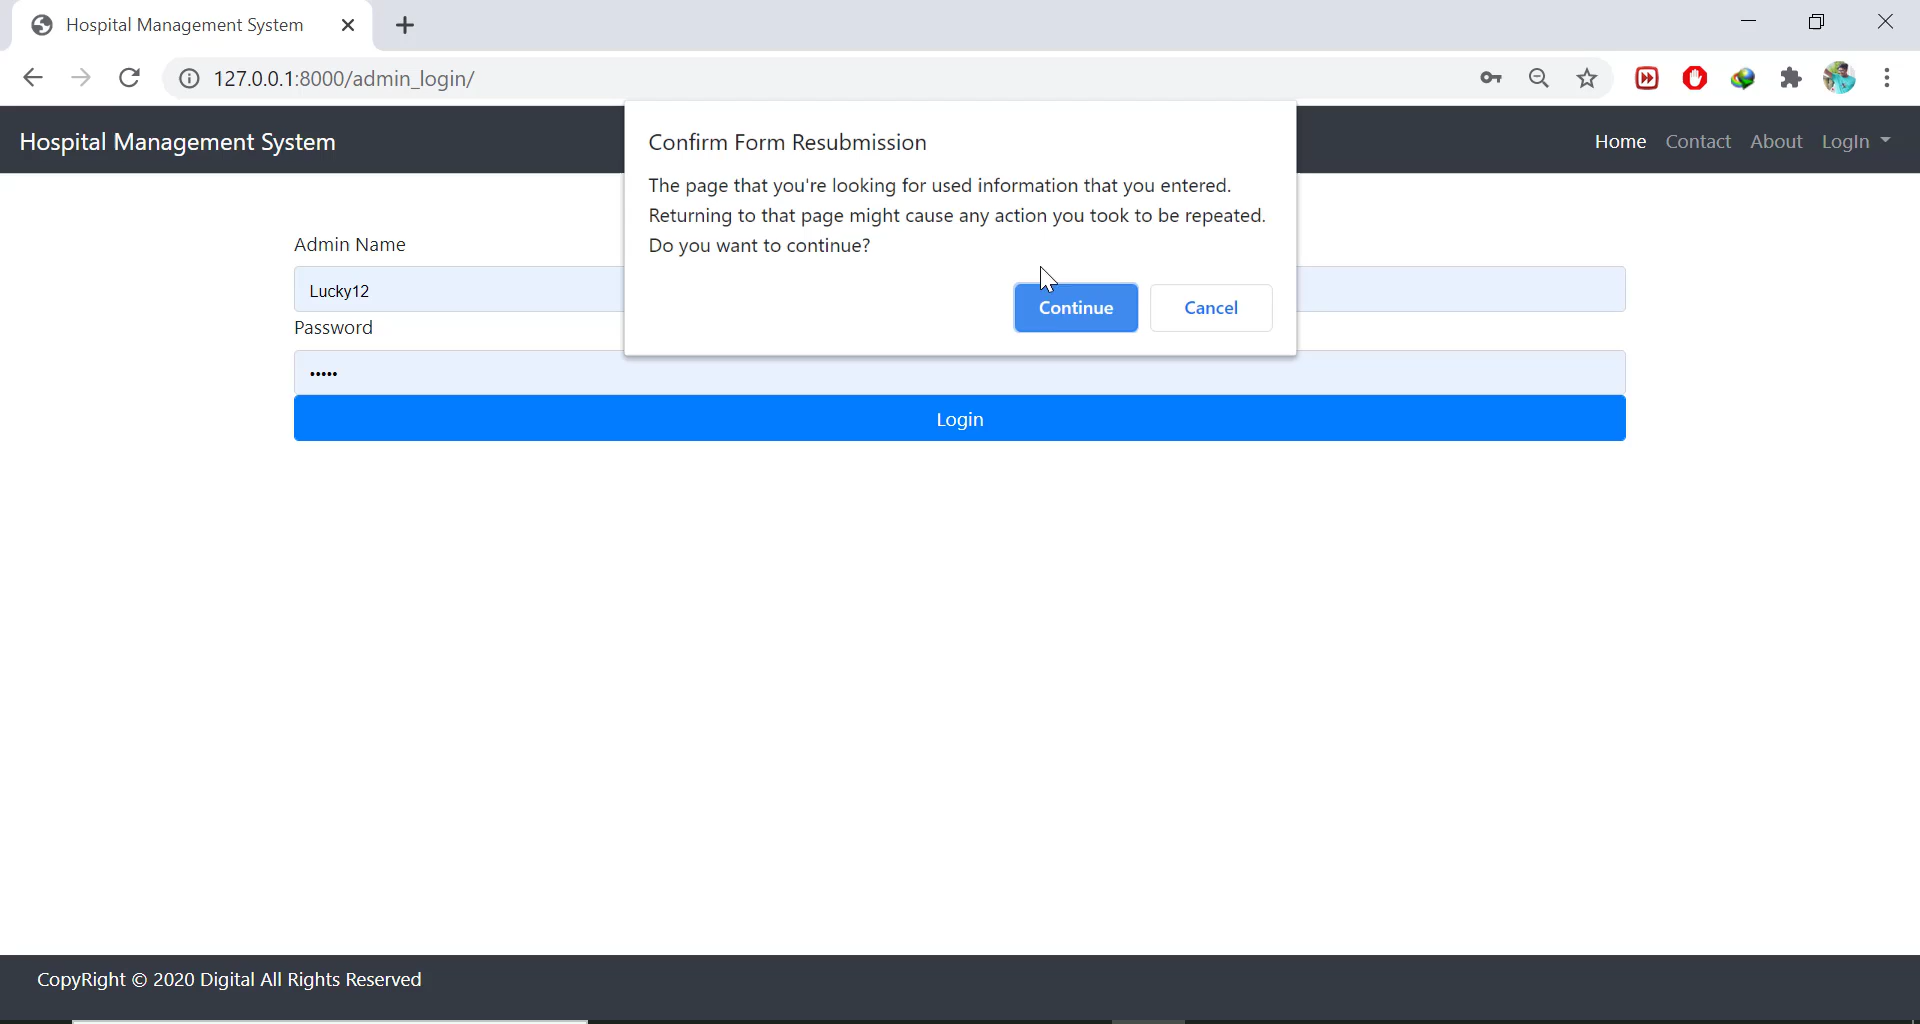 Hospital Management System
127.0.0.1:8000/admin_login/
Hospital Management System
Home Contact About LogIn
Confirm Form Resubmission
The page that you're looking for used information that you entered.
Returning to that page might cause any action you took to be repeated.
Do you want to continue?
Continue Cancel
Admin Name
Lucky12
Password
•••••
Login
CopyRight © 2020 Digital All Rights Reserved